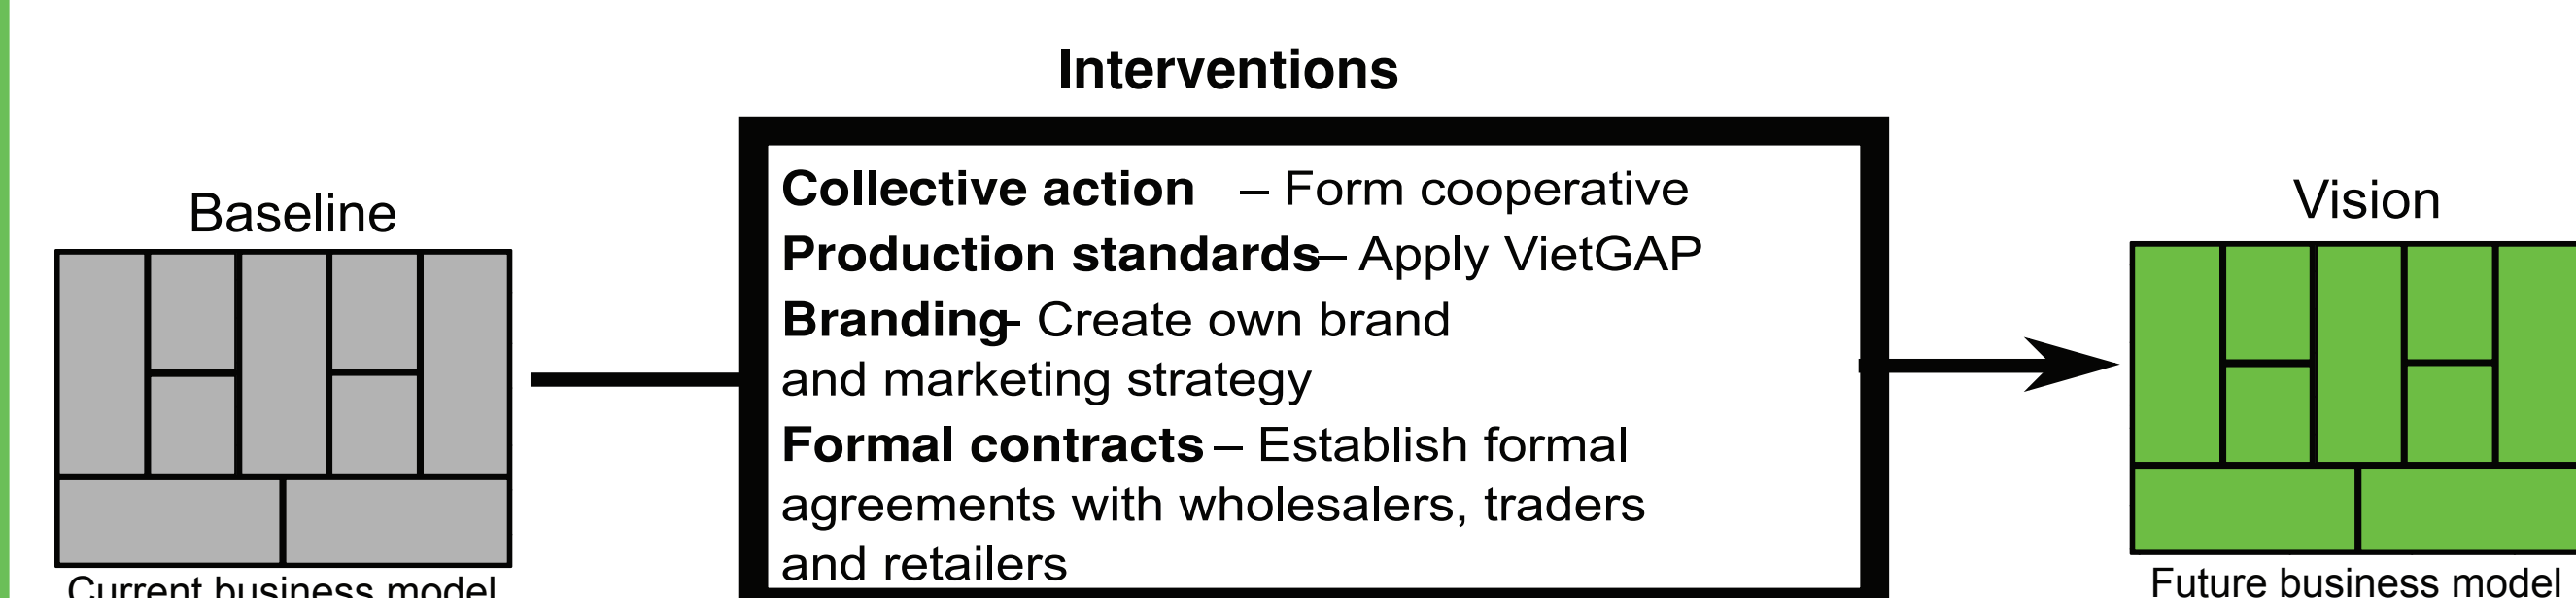 Interventions
Baseline
Current business model
Collective action – Form cooperative
Production standards– Apply VietGAP
Branding- Create own brand
and marketing strategy
Formal contracts – Establish formal
agreements with wholesalers, traders
and retailers
Vision
Future business model